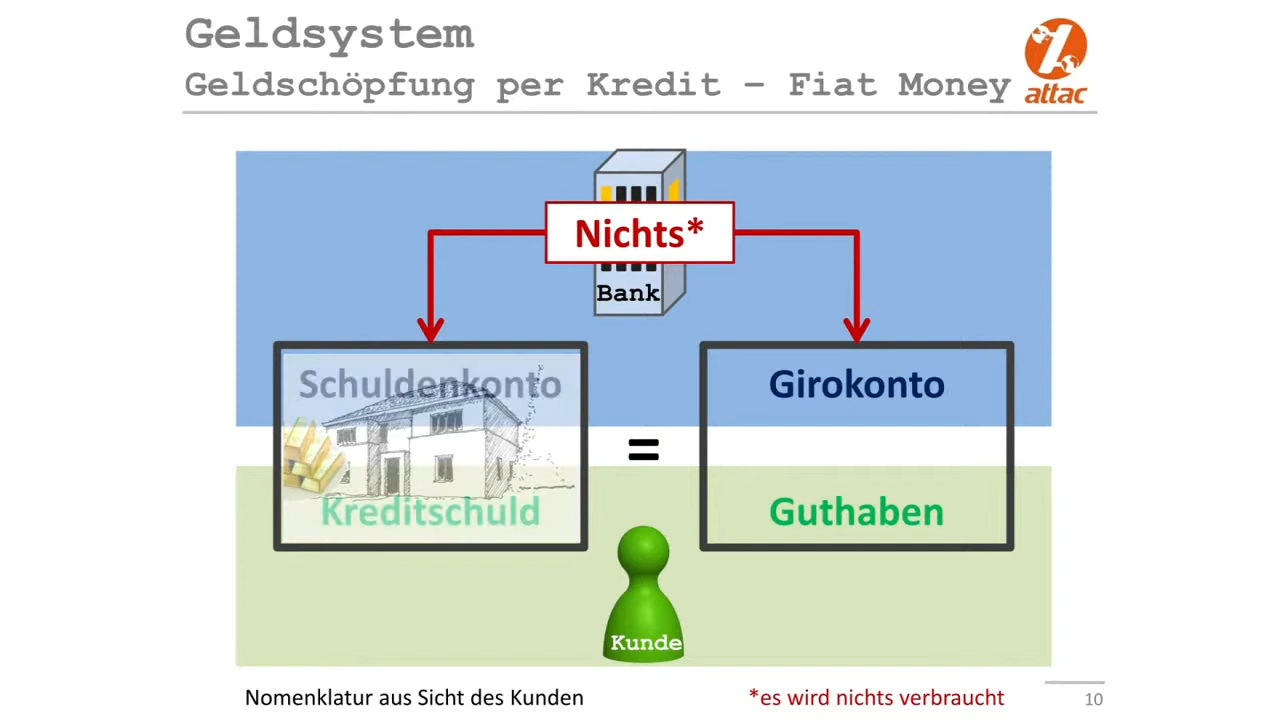 Geldsystem
Geldschöpfung per Kredit – Fiat Money
attac
Nichts*
Bank
Schuldenkonto
Girokonto
=
Kreditschuld
Guthaben
Kunde
Nomenklatur aus Sicht des Kunden
*es wird nichts verbraucht
10